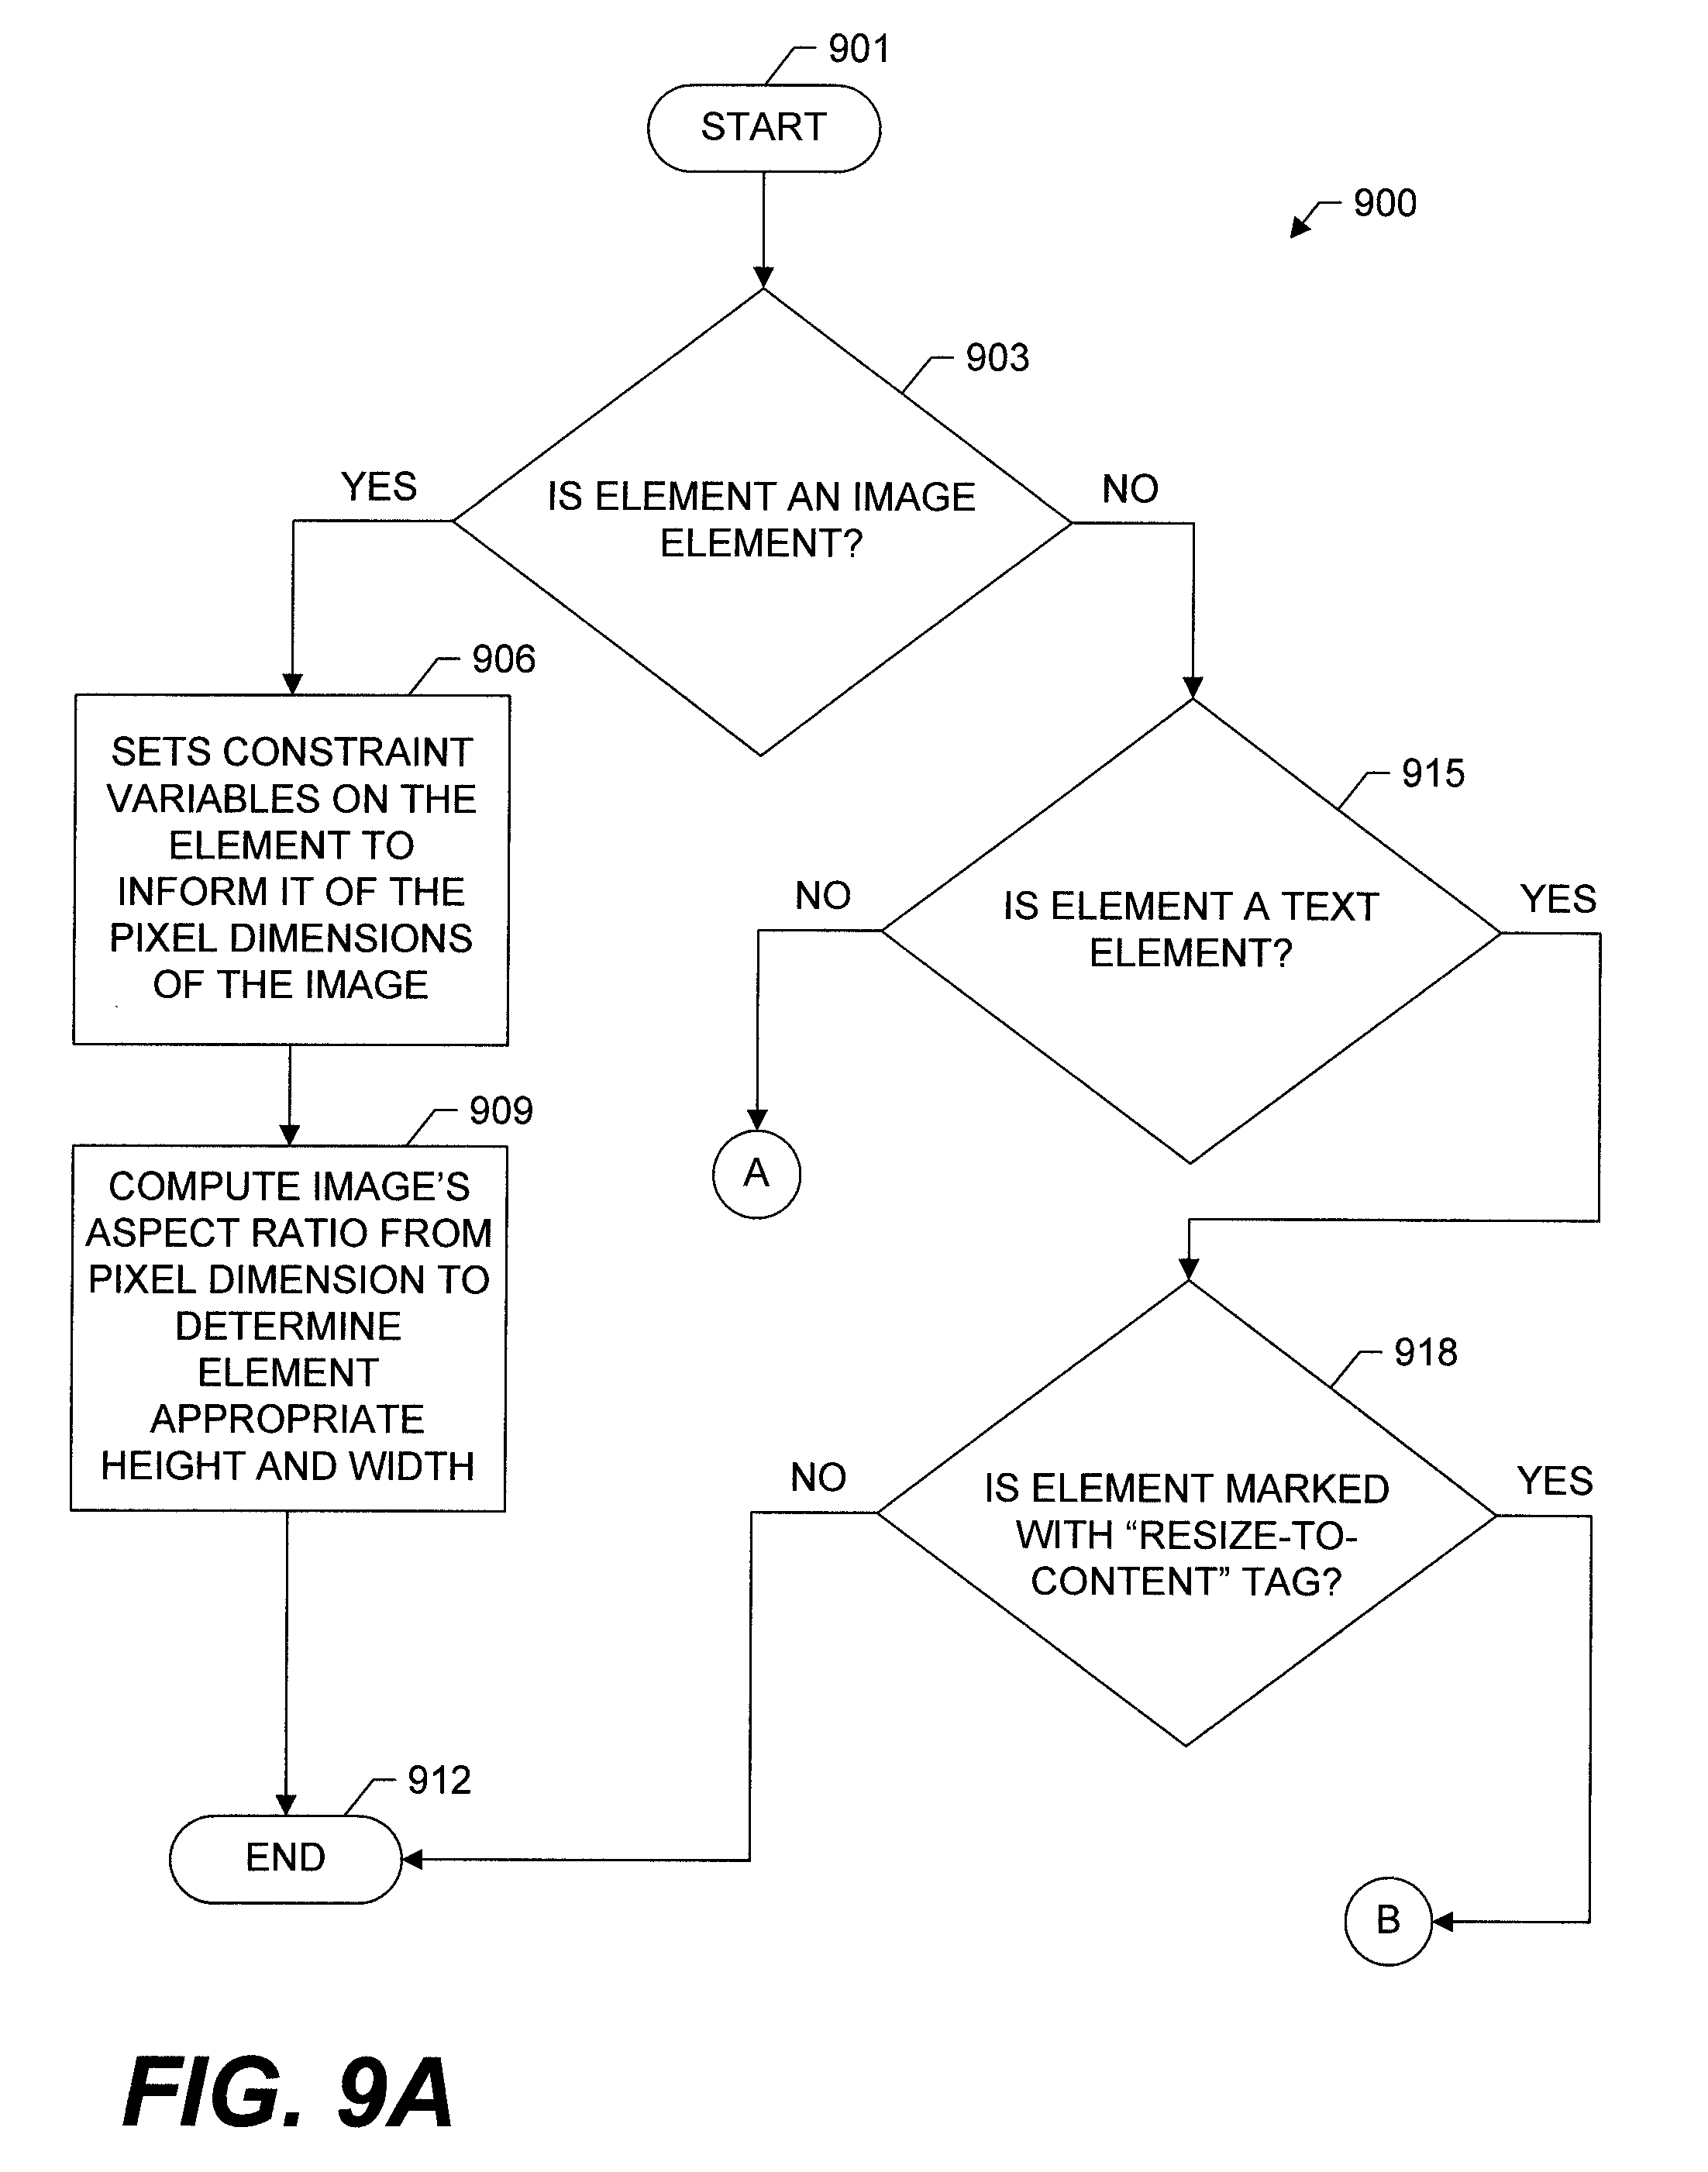 901
START
900
903
YES
IS ELEMENT AN IMAGE
ELEMENT?
NO
906
SETS CONSTRAINT
VARIABLES ON THE
ELEMENT TO
INFORM IT OF THE
PIXEL DIMENSIONS
OF THE IMAGE
915
NO
IS ELEMENT A TEXT
ELEMENT?
YES
909
COMPUTE IMAGE’S
ASPECT RATIO FROM
PIXEL DIMENSION TO
DETERMINE
ELEMENT
APPROPRIATE
HEIGHT AND WIDTH
A
918
NO
IS ELEMENT MARKED
WITH “RESIZE-TO-
CONTENT” TAG?
YES
912
END
B
FIG. 9A